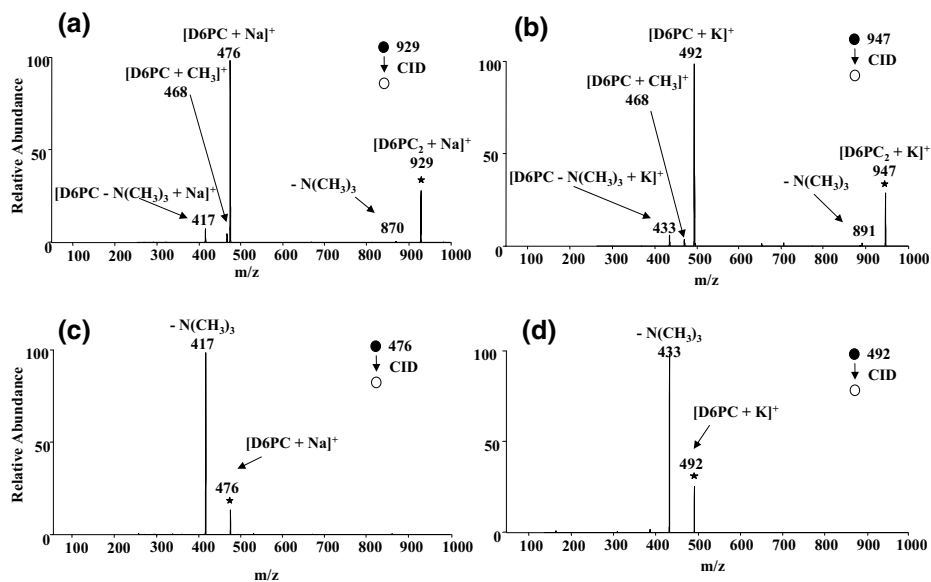 (a)
[D6PC + Na]⁺
476
[D6PC + CH₃]⁺
468
[D6PC₂ + Na]⁺
929
[D6PC - N(CH₃)₃ + Na]⁺
417
- N(CH₃)₃
870
929
CID
Relative Abundance
100
50
0
100 200 300 400 500 600 700 800 900 1000
m/z
(b)
[D6PC + K]⁺
492
[D6PC + CH₃]⁺
468
[D6PC₂ + K]⁺
947
[D6PC - N(CH₃)₃ + K]⁺
433
- N(CH₃)₃
891
947
CID
100
50
0
100 200 300 400 500 600 700 800 900 1000
m/z
(c)
- N(CH₃)₃
417
476
CID
[D6PC + Na]⁺
476
Relative Abundance
100
50
0
100 200 300 400 500 600 700 800 900 1000
m/z
(d)
- N(CH₃)₃
433
492
CID
[D6PC + K]⁺
492
100
50
0
100 200 300 400 500 600 700 800 900 1000
m/z